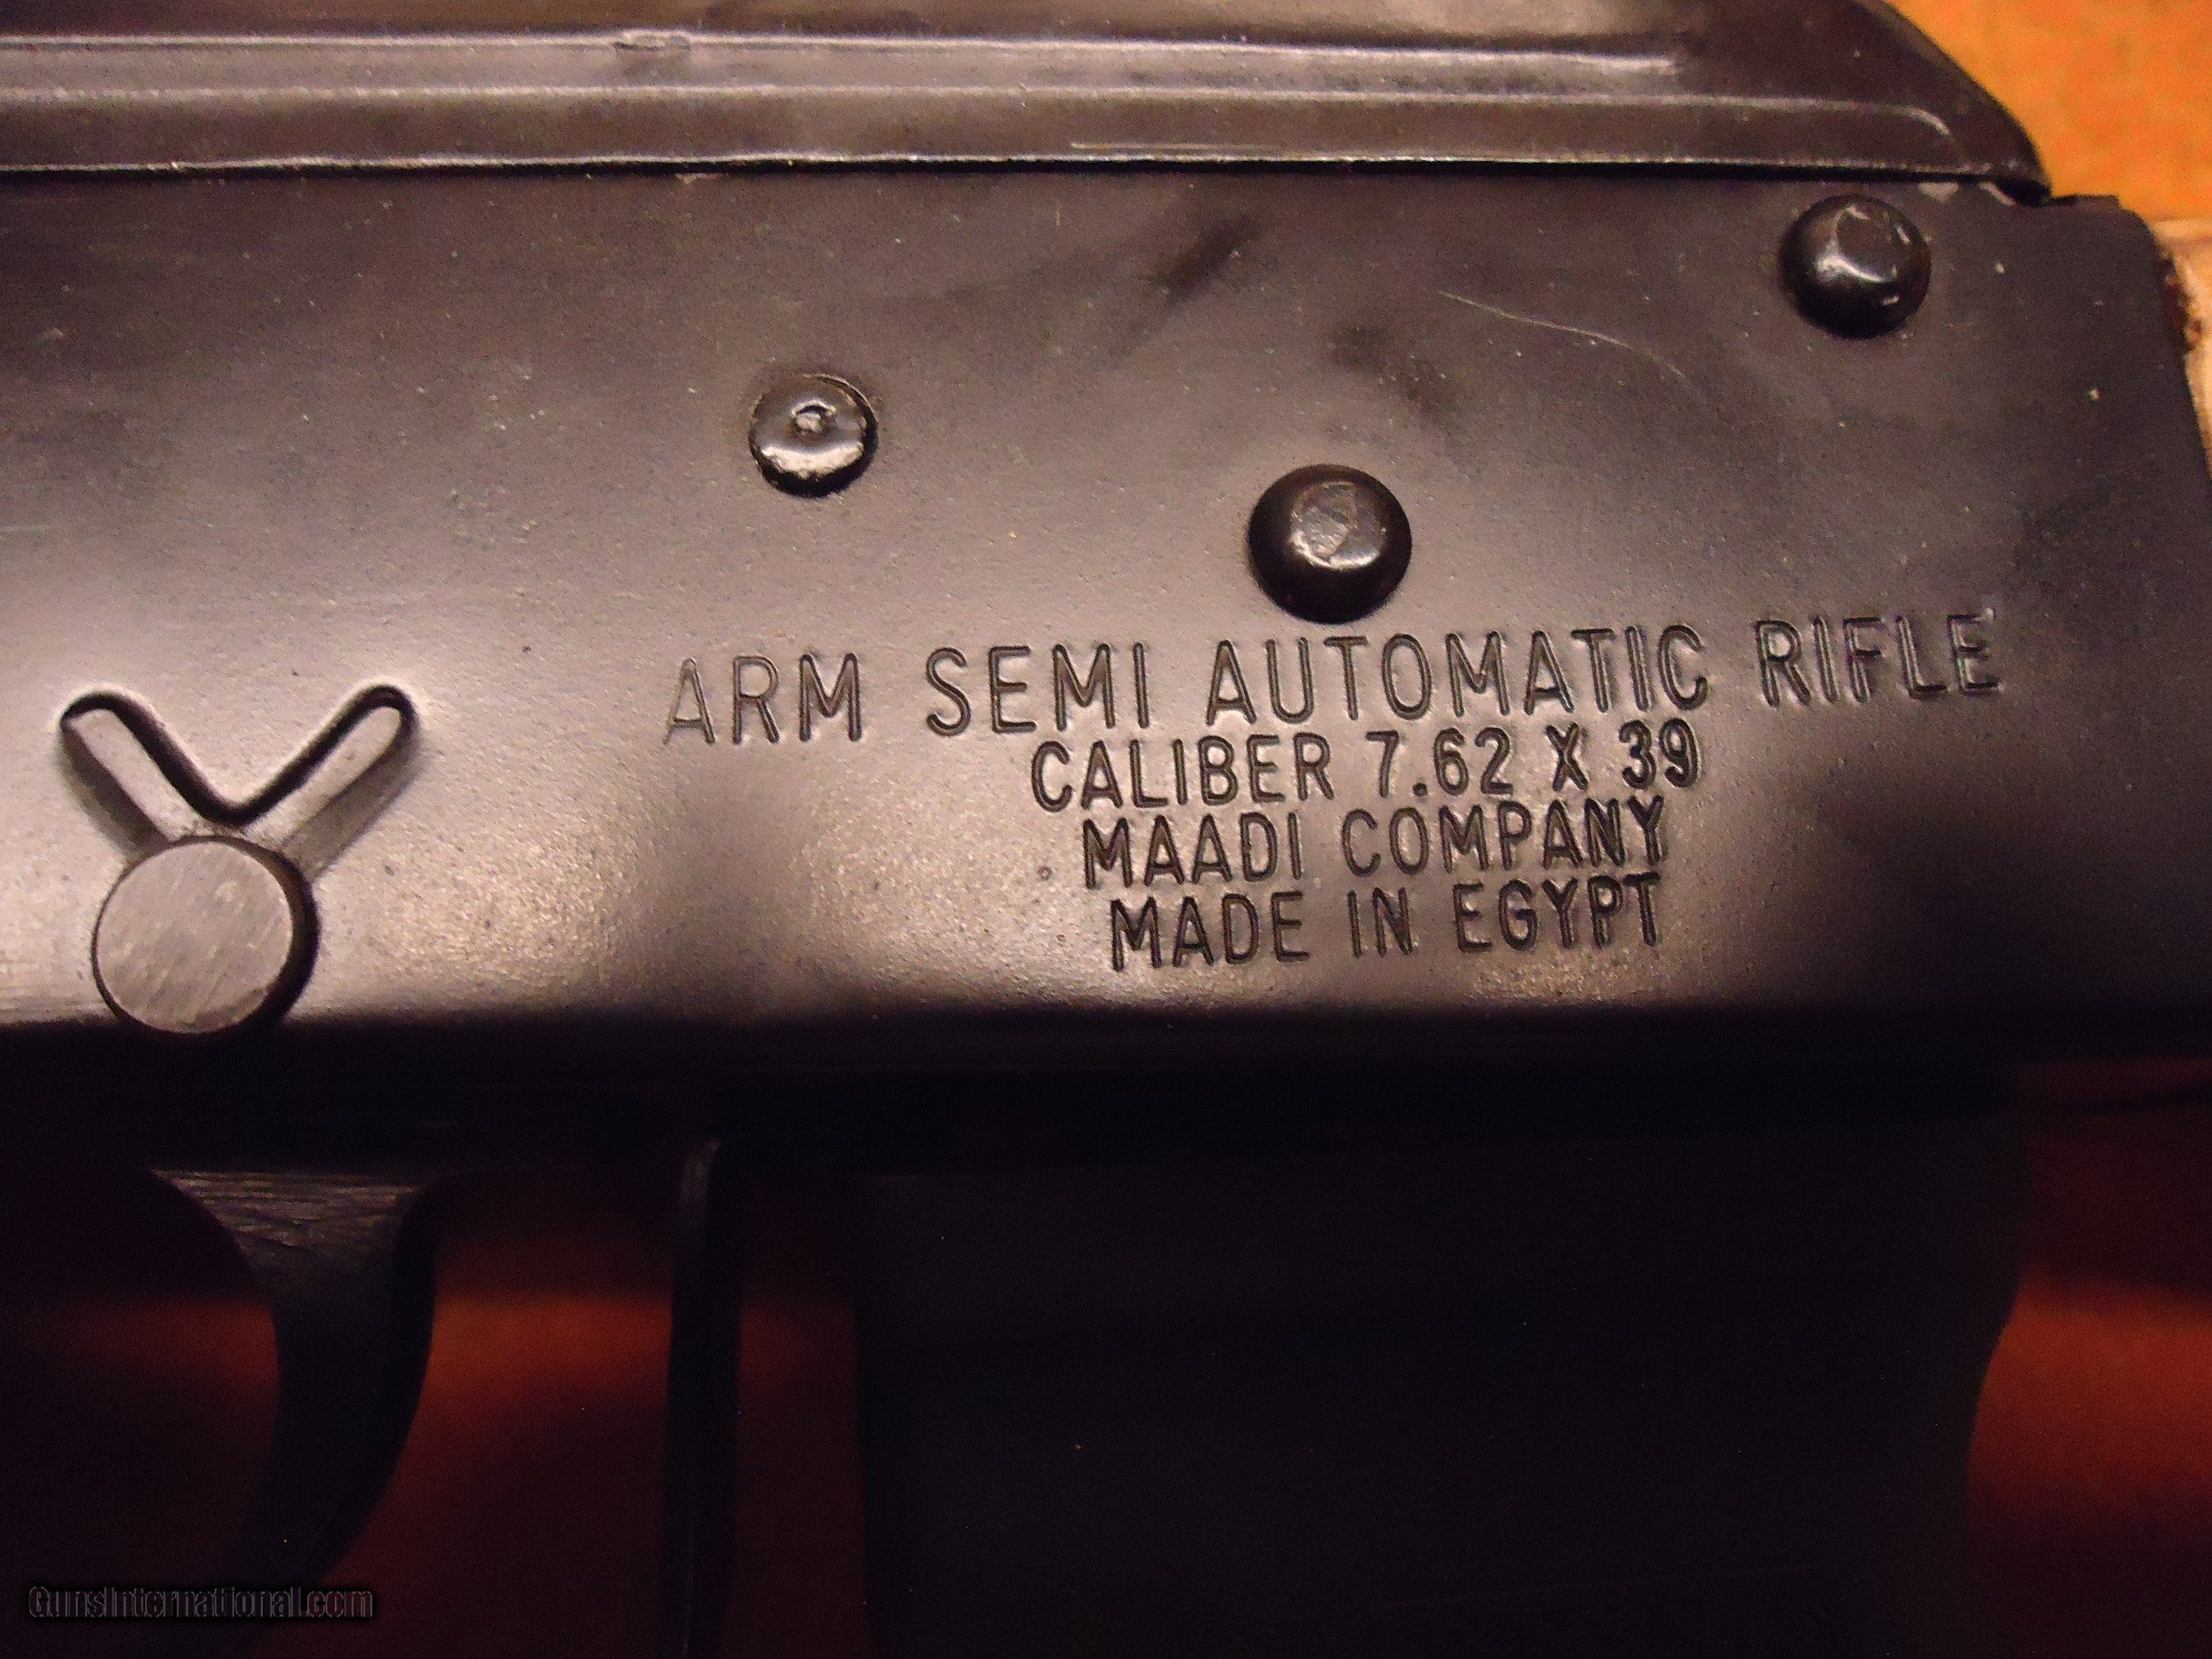 ARM SEMI AUTOMATIC RIFLE
CALIBER 7.62 X 39
MAADI COMPANY
MADE IN EGYPT
GunsInternational.com